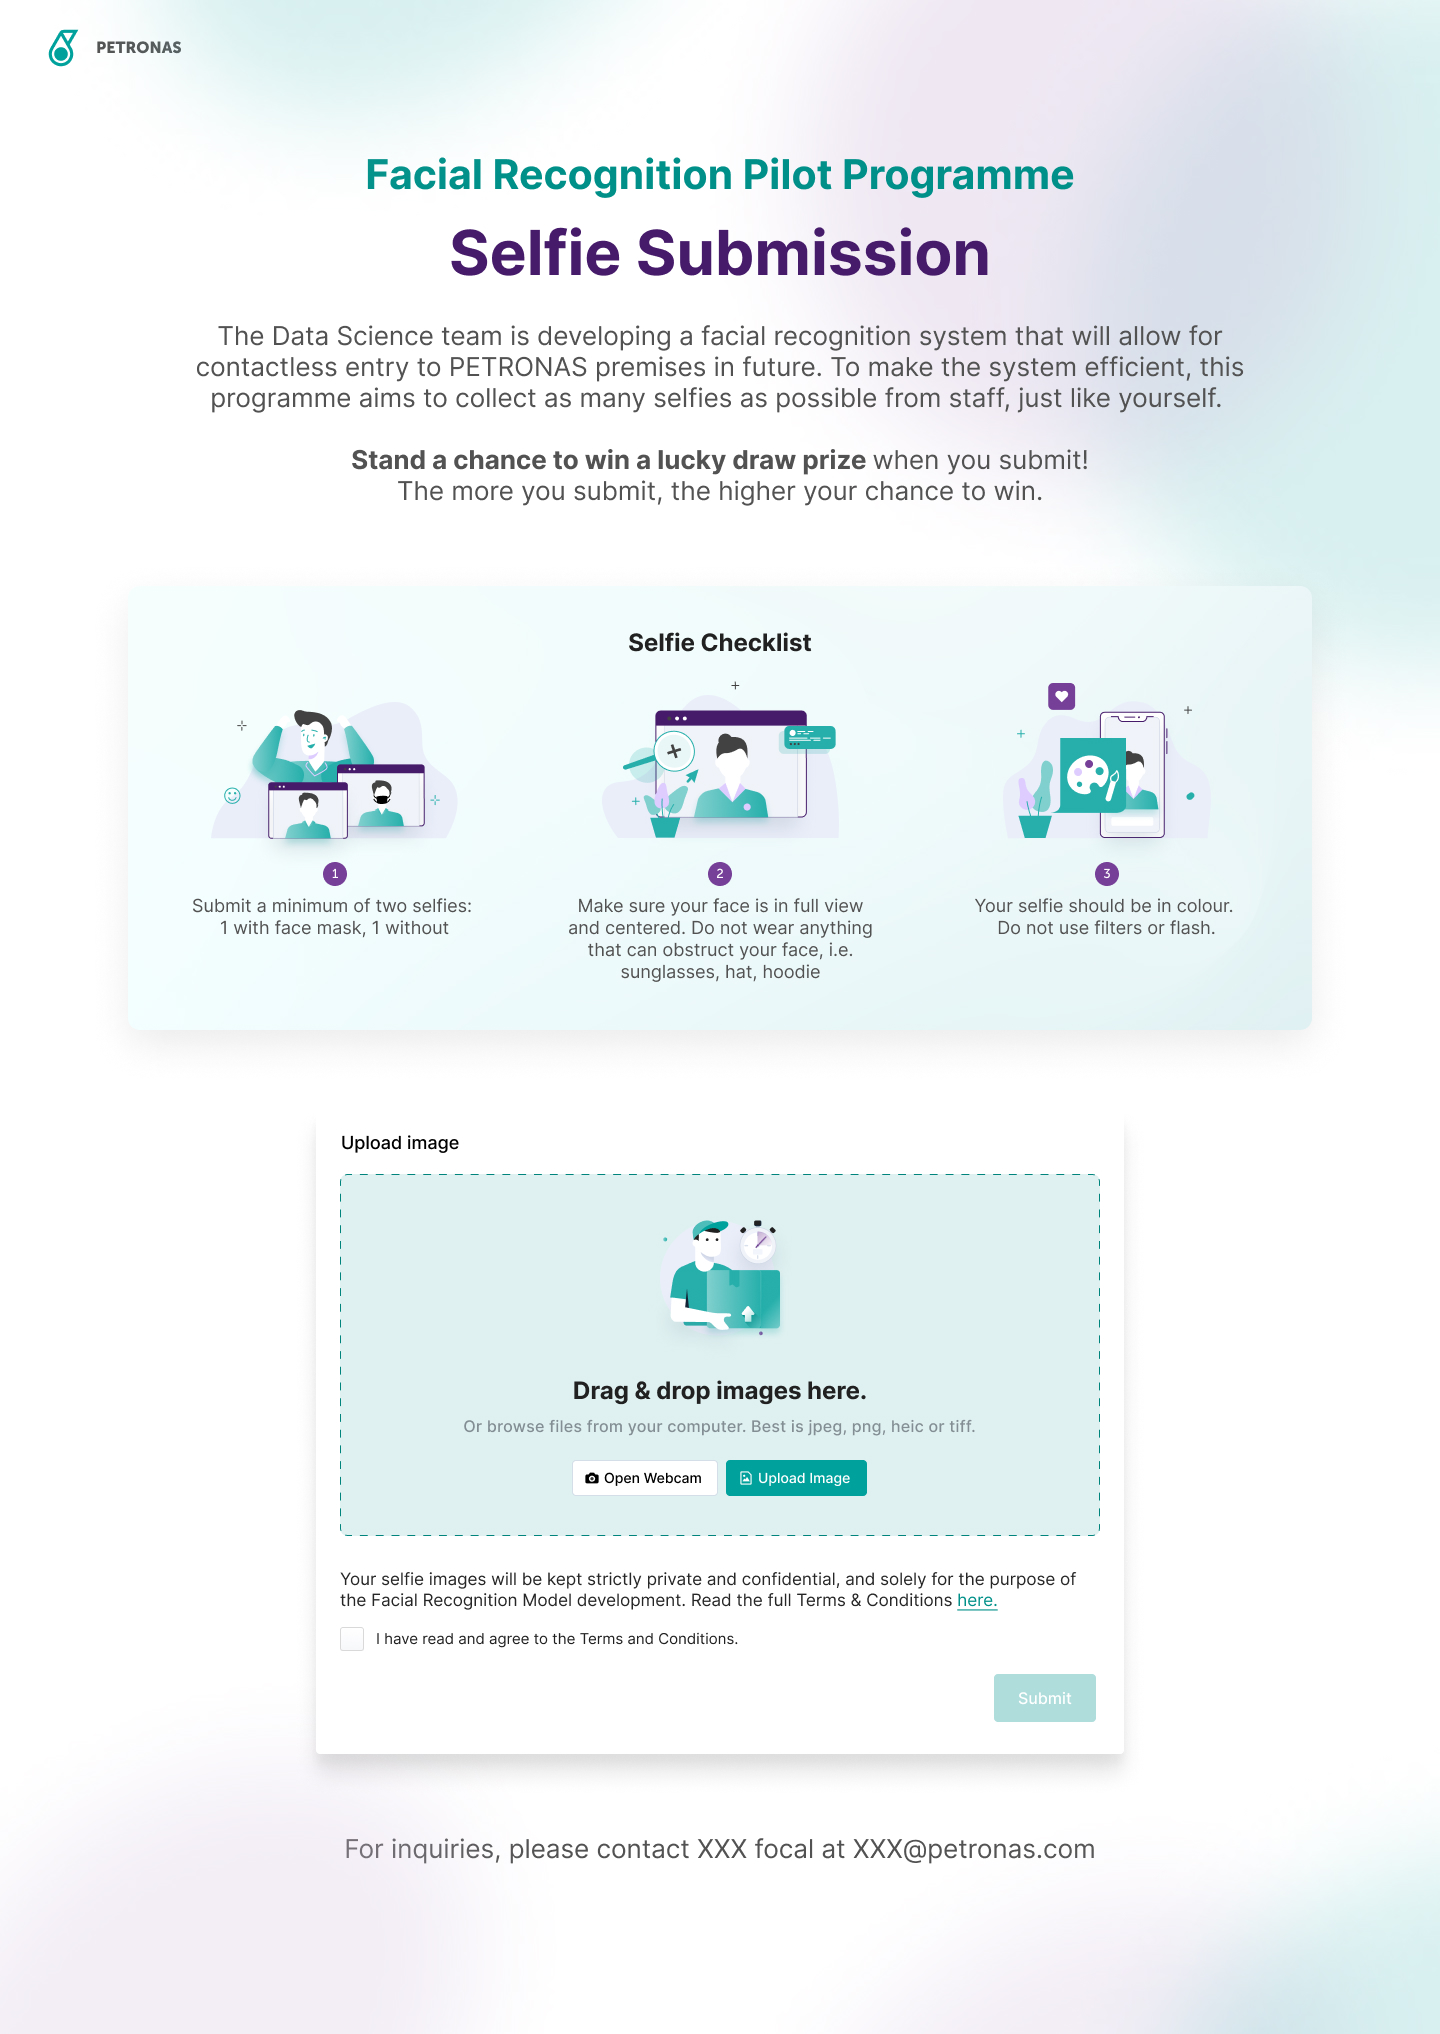 PETRONAS
Facial Recognition Pilot Programme
Selfie Submission
The Data Science team is developing a facial recognition system that will allow for
contactless entry to PETRONAS premises in future. To make the system efficient, this
programme aims to collect as many selfies as possible from staff, just like yourself.
Stand a chance to win a lucky draw prize when you submit!
The more you submit, the higher your chance to win.
Selfie Checklist
1
Submit a minimum of two selfies:
1 with face mask, 1 without
2
Make sure your face is in full view
and centered. Do not wear anything
that can obstruct your face, i.e.
sunglasses, hat, hoodie
3
Your selfie should be in colour.
Do not use filters or flash.
Upload image
Drag & drop images here.
Or browse files from your computer. Best is jpeg, png, heic or tiff.
Open Webcam
Upload Image
Your selfie images will be kept strictly private and confidential, and solely for the purpose of
the Facial Recognition Model development. Read the full Terms & Conditions here.
I have read and agree to the Terms and Conditions.
Submit
For inquiries, please contact XXX focal at XXX@petronas.com